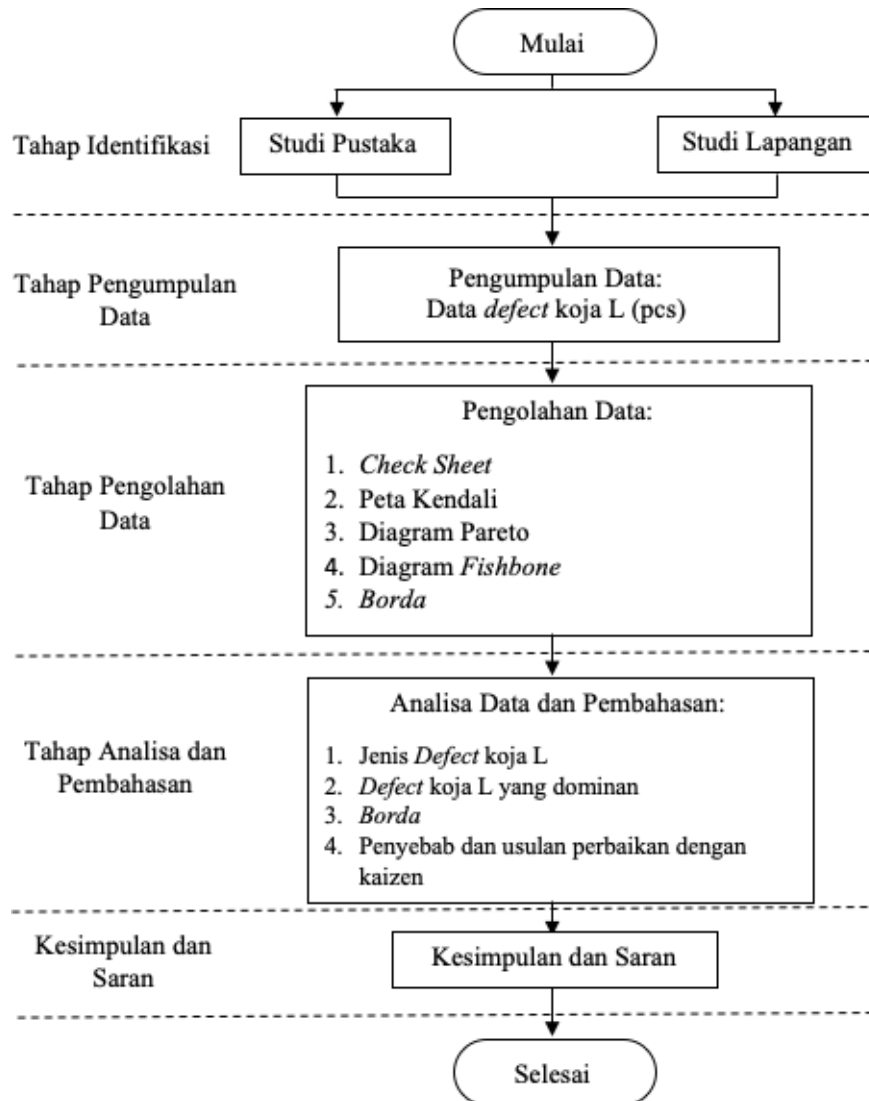 Mulai
Tahap Identifikasi
Studi Pustaka
Studi Lapangan
Tahap Pengumpulan
Data
Pengumpulan Data:
Data defect koja L (pcs)
Tahap Pengolahan
Data
Pengolahan Data:
1. Check Sheet
2. Peta Kendali
3. Diagram Pareto
4. Diagram Fishbone
5. Borda
Tahap Analisa dan
Pembahasan
Analisa Data dan Pembahasan:
1. Jenis Defect koja L
2. Defect koja L yang dominan
3. Borda
4. Penyebab dan usulan perbaikan dengan
kaizen
Kesimpulan dan
Saran
Kesimpulan dan Saran
Selesai